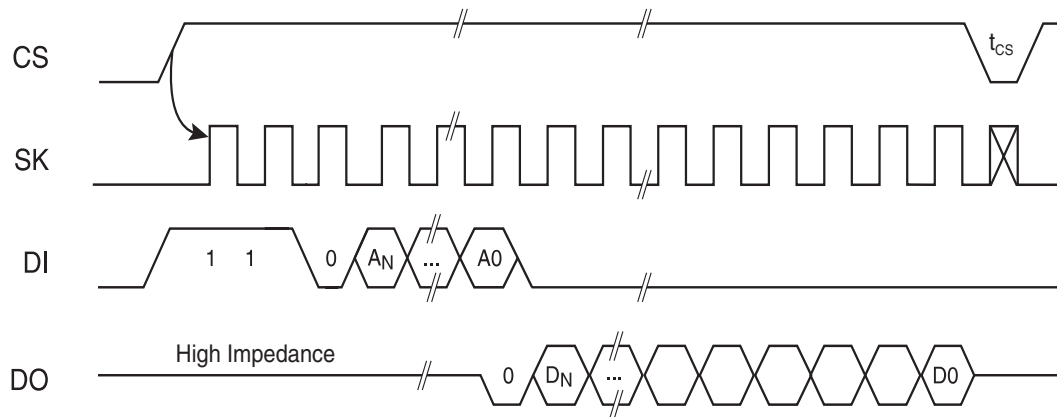 CS
t_CS
SK
DI
1 1 0 A_N ... A0
High Impedance
DO
0 D_N ... D0